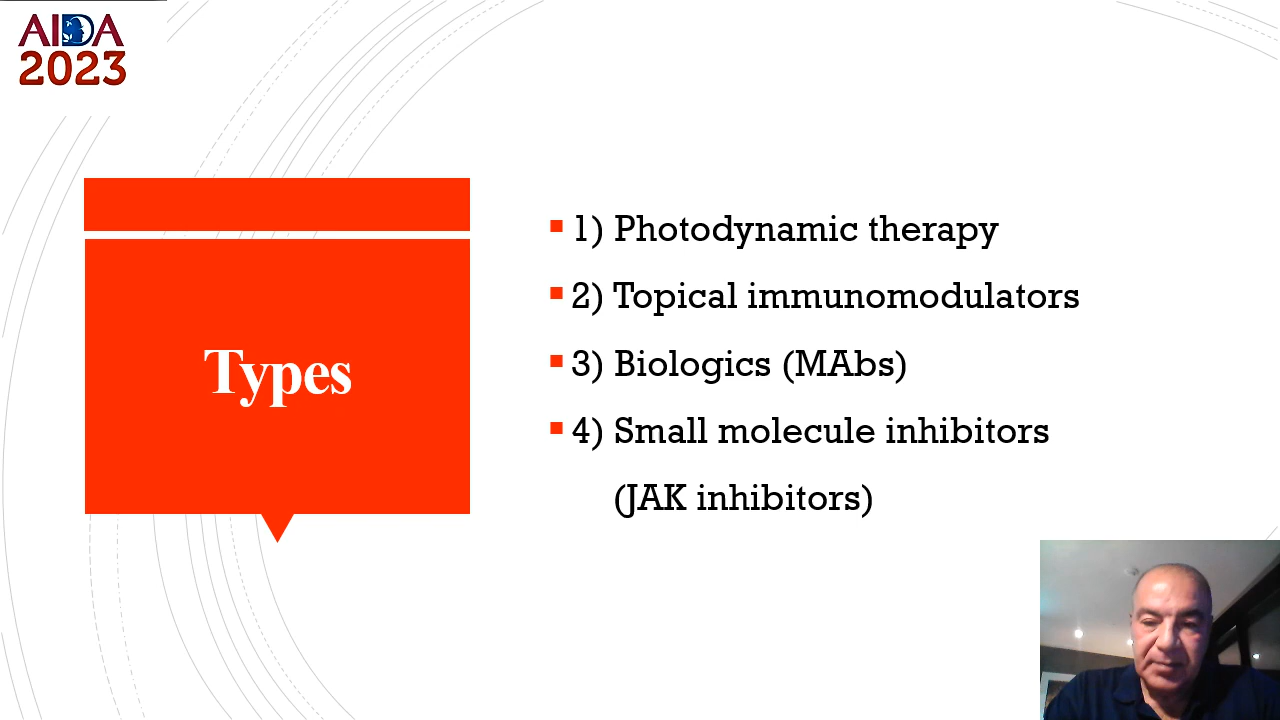 AIDA
2023
Types
1) Photodynamic therapy
2) Topical immunomodulators
3) Biologics (MAbs)
4) Small molecule inhibitors
(JAK inhibitors)